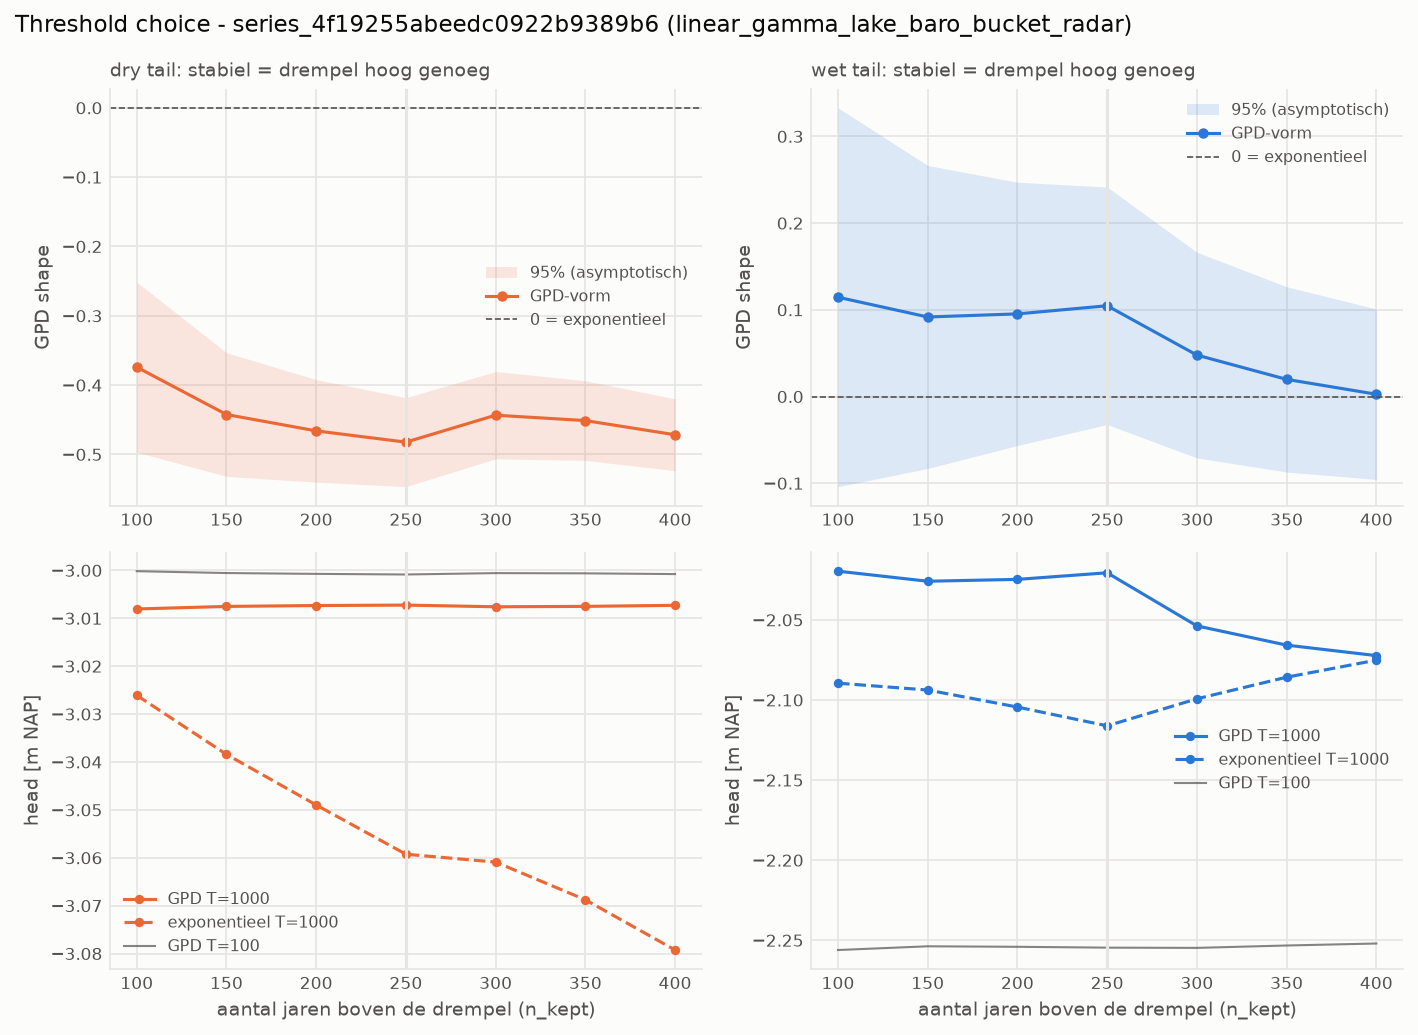 Threshold choice - series_4f19255abeedc0922b9389b6 (linear_gamma_lake_baro_bucket_radar)
dry tail: stabiel = drempel hoog genoeg
GPD shape
0.0
−0.1
−0.2
−0.3
−0.4
−0.5
95% (asymptotisch)
GPD-vorm
0 = exponentieel
100 150 200 250 300 350 400
wet tail: stabiel = drempel hoog genoeg
GPD shape
0.3
0.2
0.1
0.0
−0.1
95% (asymptotisch)
GPD-vorm
0 = exponentieel
100 150 200 250 300 350 400
head [m NAP]
−3.00
−3.01
−3.02
−3.03
−3.04
−3.05
−3.06
−3.07
−3.08
GPD T=1000
exponentieel T=1000
GPD T=100
100 150 200 250 300 350 400
aantal jaren boven de drempel (n_kept)
head [m NAP]
−2.05
−2.10
−2.15
−2.20
−2.25
GPD T=1000
exponentieel T=1000
GPD T=100
100 150 200 250 300 350 400
aantal jaren boven de drempel (n_kept)